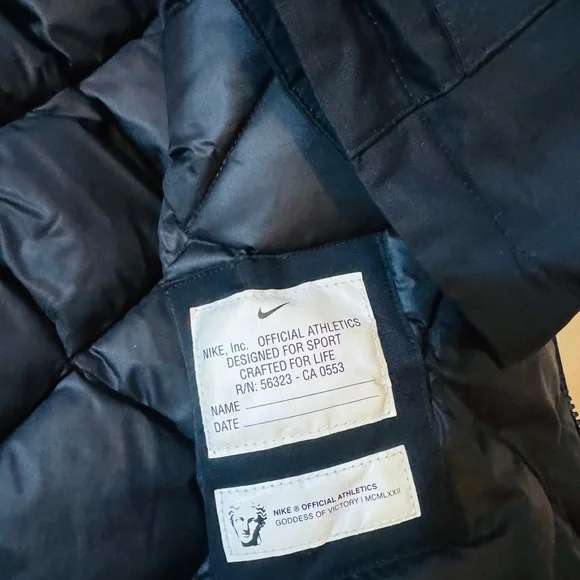 NIKE, Inc. OFFICIAL ATHLETICS
DESIGNED FOR SPORT
CRAFTED FOR LIFE
R/N: 56323 - CA 0553
NAME
DATE
NIKE ® OFFICIAL ATHLETICS
GODDESS OF VICTORY | MCMLXXII